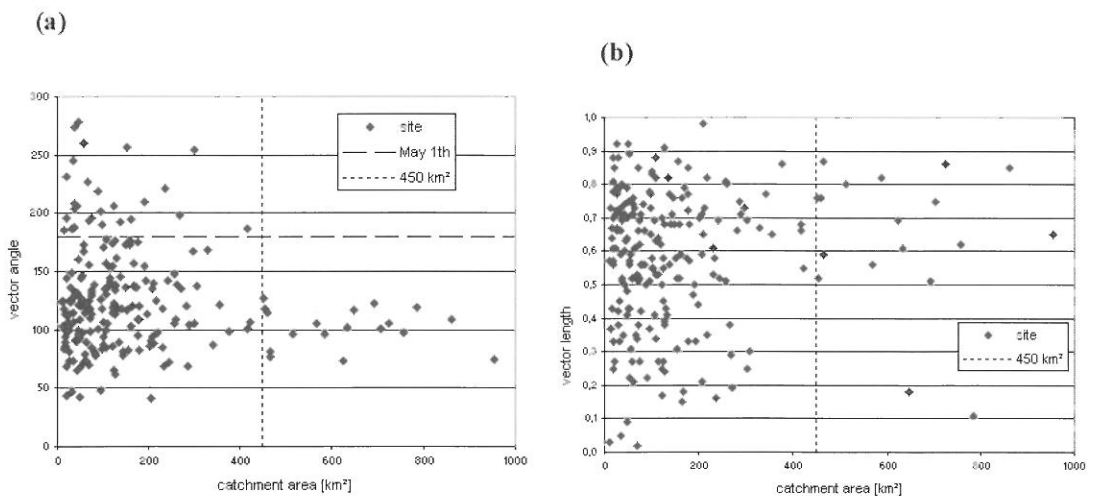 (a)
300
250
200
150
100
50
0
vector angle
0 200 400 600 800 1000
catchment area [km²]
site
May 1th
450 km²
(b)
1,0
0,9
0,8
0,7
0,6
0,5
0,4
0,3
0,2
0,1
0,0
vector length
0 200 400 600 800 1000
catchment area [km²]
site
450 km²